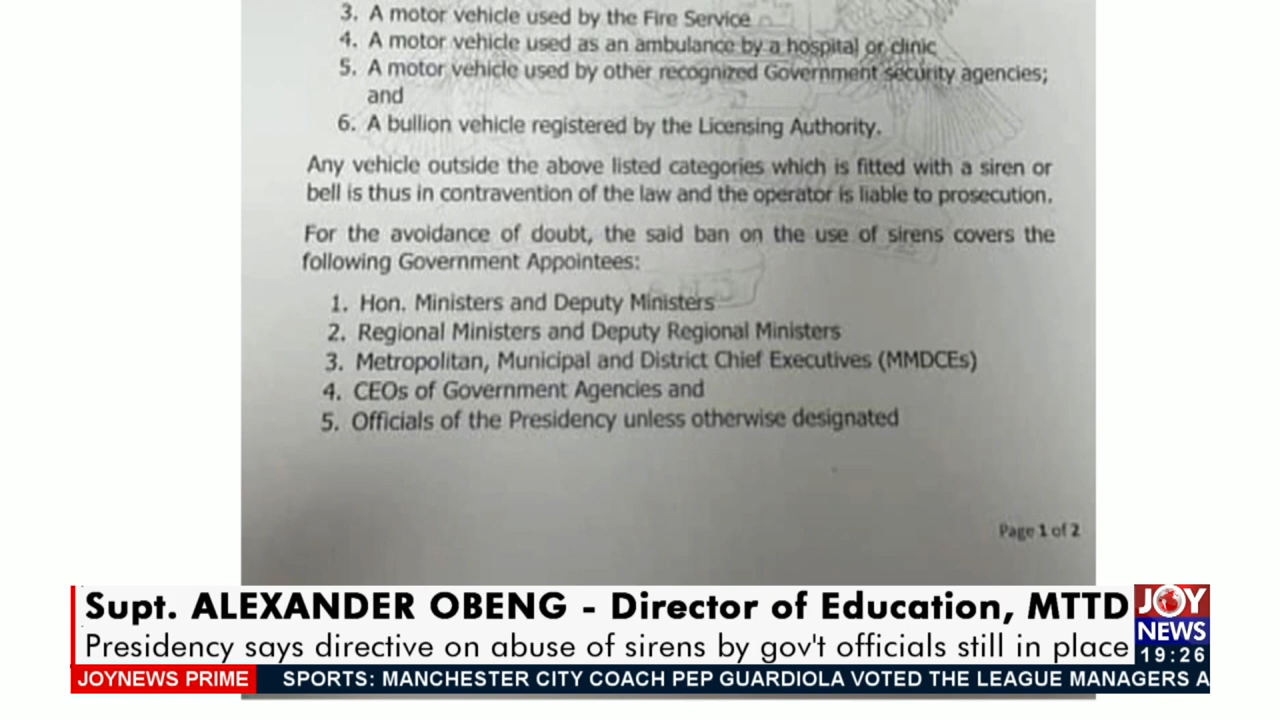 3. A motor vehicle used by the Fire Service
4. A motor vehicle used as an ambulance by a hospital or clinic
5. A motor vehicle used by other recognized Government security agencies;
and
6. A bullion vehicle registered by the Licensing Authority.
Any vehicle outside the above listed categories which is fitted with a siren or
bell is thus in contravention of the law and the operator is liable to prosecution.
For the avoidance of doubt, the said ban on the use of sirens covers the
following Government Appointees:
1. Hon. Ministers and Deputy Ministers
2. Regional Ministers and Deputy Regional Ministers
3. Metropolitan, Municipal and District Chief Executives (MMDCEs)
4. CEOs of Government Agencies and
5. Officials of the Presidency unless otherwise designated
Page 1 of 2
Supt. ALEXANDER OBENG - Director of Education, MTTD
Presidency says directive on abuse of sirens by gov't officials still in place
JOY
NEWS
19:26
JOYNEWS PRIME
SPORTS: MANCHESTER CITY COACH PEP GUARDIOLA VOTED THE LEAGUE MANAGERS A